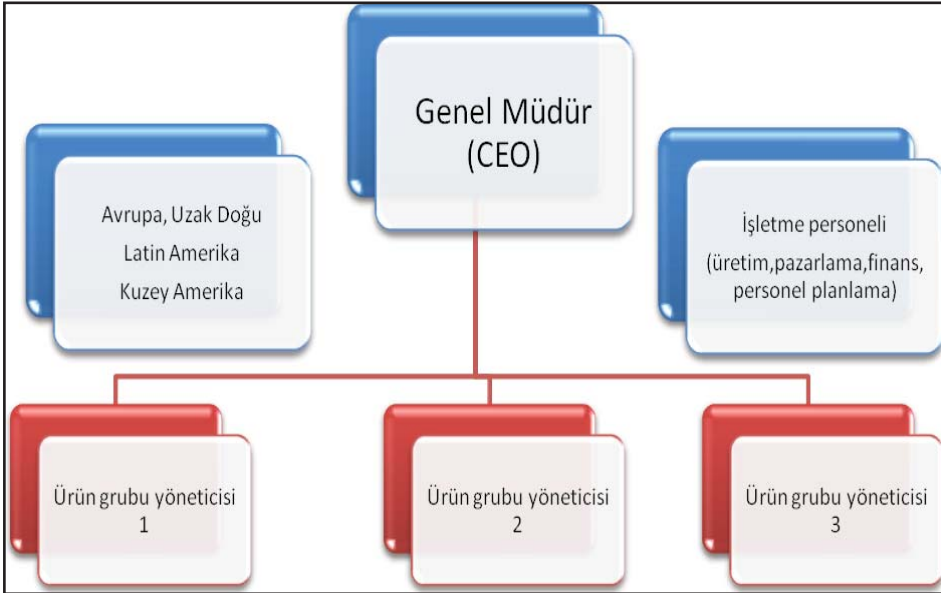 Genel Müdür
(CEO)
Avrupa, Uzak Doğu
Latin Amerika
Kuzey Amerika
İşletme personeli
(üretim,pazarlama,finans,
personel planlama)
Ürün grubu yöneticisi
1
Ürün grubu yöneticisi
2
Ürün grubu yöneticisi
3